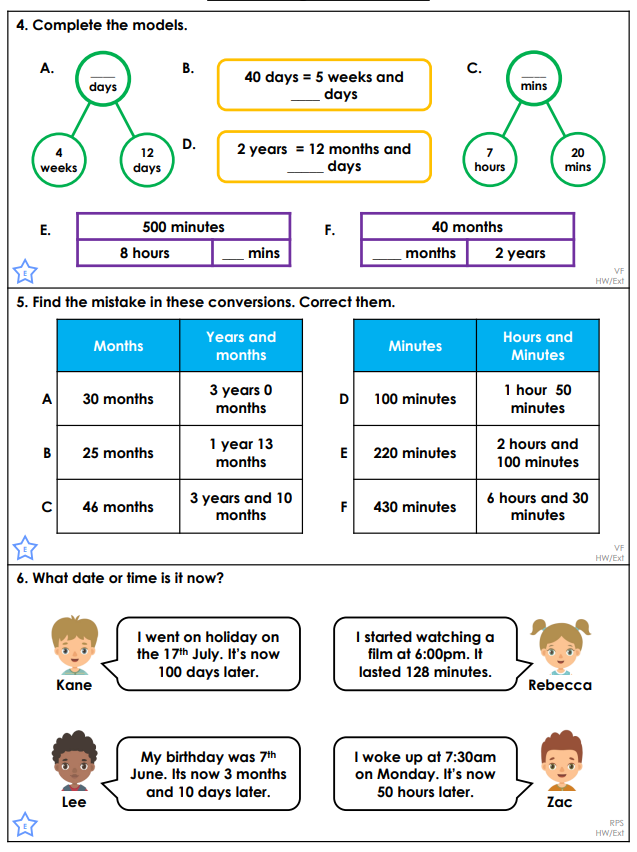 4. Complete the models.
A.
____
days
4
weeks
12
days
B.
40 days = 5 weeks and
____ days
C.
____
mins
7
hours
20
mins
D.
2 years = 12 months and
_____ days
E.
500 minutes
8 hours
___ mins
F.
40 months
____ months
2 years
E
VF
HW/Ext
5. Find the mistake in these conversions. Correct them.
Months
Years and
months
A
30 months
3 years 0
months
B
25 months
1 year 13
months
C
46 months
3 years and 10
months
Minutes
Hours and
Minutes
D
100 minutes
1 hour 50
minutes
E
220 minutes
2 hours and
100 minutes
F
430 minutes
6 hours and 30
minutes
E
VF
HW/Ext
6. What date or time is it now?
I went on holiday on
the 17th July. It's now
100 days later.
Kane
I started watching a
film at 6:00pm. It
lasted 128 minutes.
Rebecca
My birthday was 7th
June. Its now 3 months
and 10 days later.
Lee
I woke up at 7:30am
on Monday. It's now
50 hours later.
Zac
E
RPS
HW/Ext